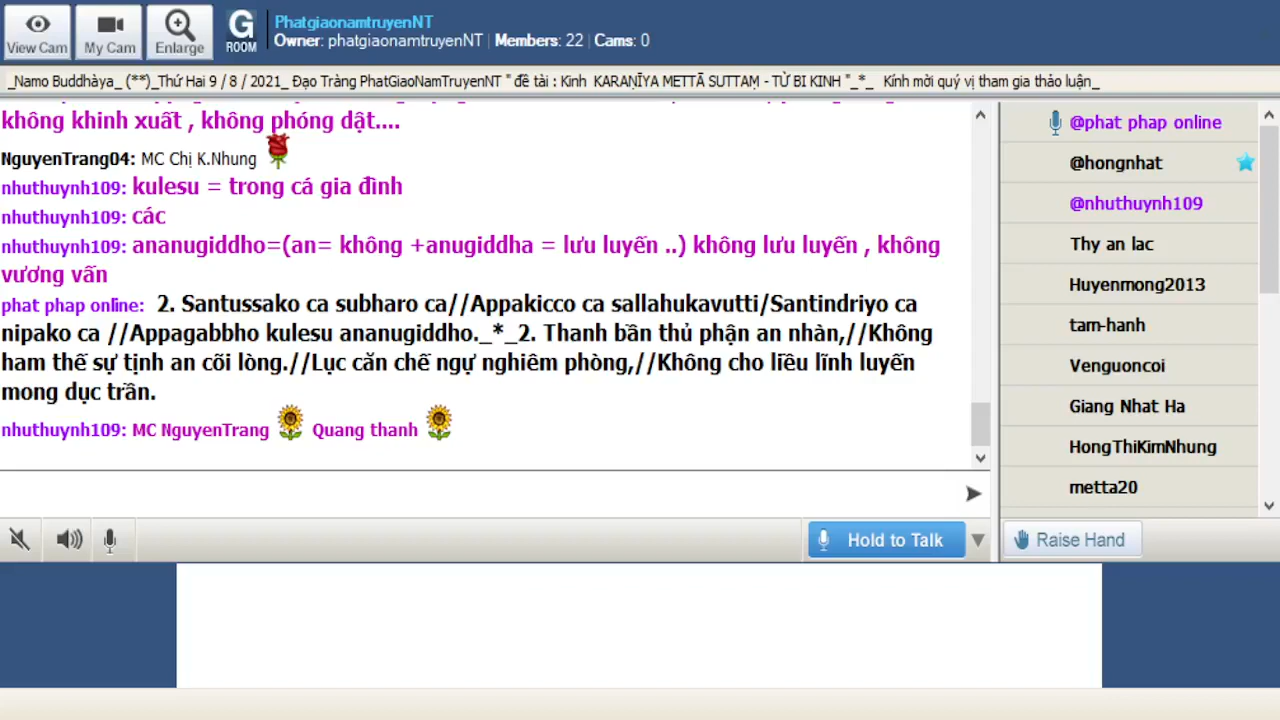 View Cam
My Cam
Enlarge
G
ROOM
PhatgiaonamtruyenNT
Owner: phatgiaonamtruyenNT | Members: 22 | Cams: 0
_Namo Buddhàya_ (**)_Thứ Hai 9 / 8 / 2021_ Đạo Tràng PhatGiaoNamTruyenNT " đề tài : Kinh KARAṆĪYA METTĀ SUTTAṂ - TỪ BI KINH "_*_ Kính mời quý vị tham gia thảo luận_
không khinh xuất , không phóng dật....
NguyenTrang04: MC Chị K.Nhung
nhuthuynh109: kulesu = trong cá gia đình
nhuthuynh109: các
nhuthuynh109: ananugiddho=(an= không +anugiddha = lưu luyến ..) không lưu luyến , không
vương vấn
phat phap online: 2. Santussako ca subharo ca//Appakicco ca sallahukavutti/Santindriyo ca
nipako ca //Appagabbho kulesu ananugiddho._*_2. Thanh bần thủ phận an nhàn,//Không
ham thế sự tịnh an cõi lòng.//Lục căn chế ngự nghiêm phòng,//Không cho liều lĩnh luyến
mong dục trần.
nhuthuynh109: MC NguyenTrang Quang thanh
@phat phap online
@hongnhat
@nhuthuynh109
Thy an lac
Huyenmong2013
tam-hanh
Venguoncoi
Giang Nhat Ha
HongThiKimNhung
metta20
Hold to Talk
Raise Hand